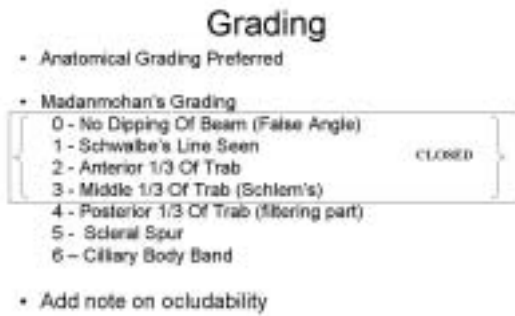 Grading
• Anatomical Grading Preferred
• Madanmohan's Grading
0 - No Dipping Of Beam (False Angle)
1 - Schwalbe's Line Seen
2 - Anterior 1/3 Of Trab
CLOSED
3 - Middle 1/3 Of Trab (Schlem's)
4 - Posterior 1/3 Of Trab (filtering part)
5 - Scleral Spur
6 – Cilliary Body Band
• Add note on ocludability